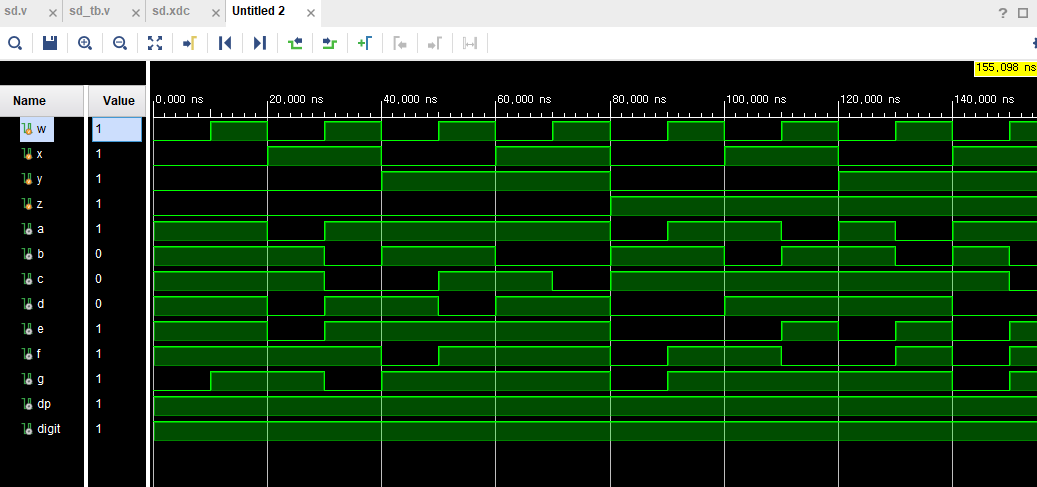 sd.v × sd_tb.v × sd.xdc × Untitled 2 ×
?
155,098 ns
Name Value
0,000 ns 20,000 ns 40,000 ns 60,000 ns 80,000 ns 100,000 ns 120,000 ns 140,000 ns
w 1
x 1
y 1
z 1
a 1
b 0
c 0
d 0
e 1
f 1
g 1
dp 1
digit 1